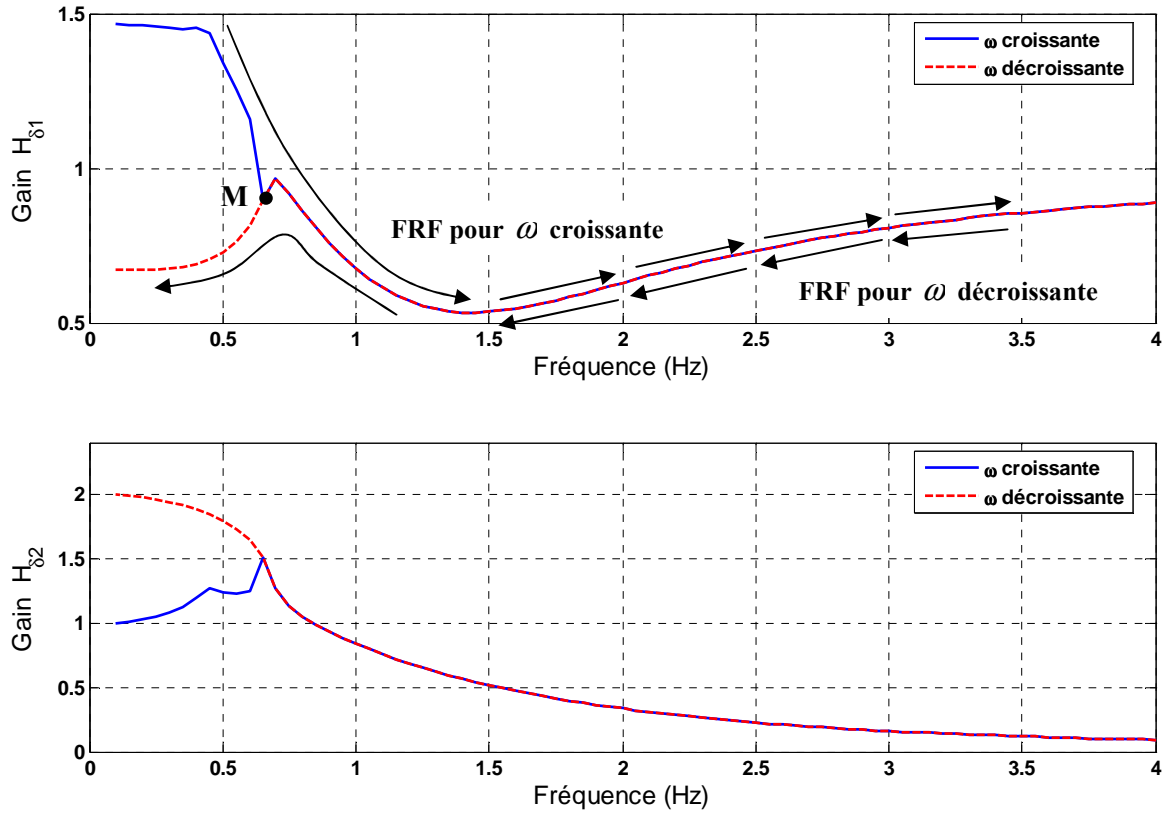 1.5
1
0.5
Gain H δ1
ω croissante
ω décroissante
M
FRF pour ω croissante
FRF pour ω décroissante
0 0.5 1 1.5 2 2.5 3 3.5 4
Fréquence (Hz)
2
1.5
1
0.5
0
Gain H δ2
ω croissante
ω décroissante
0 0.5 1 1.5 2 2.5 3 3.5 4
Fréquence (Hz)